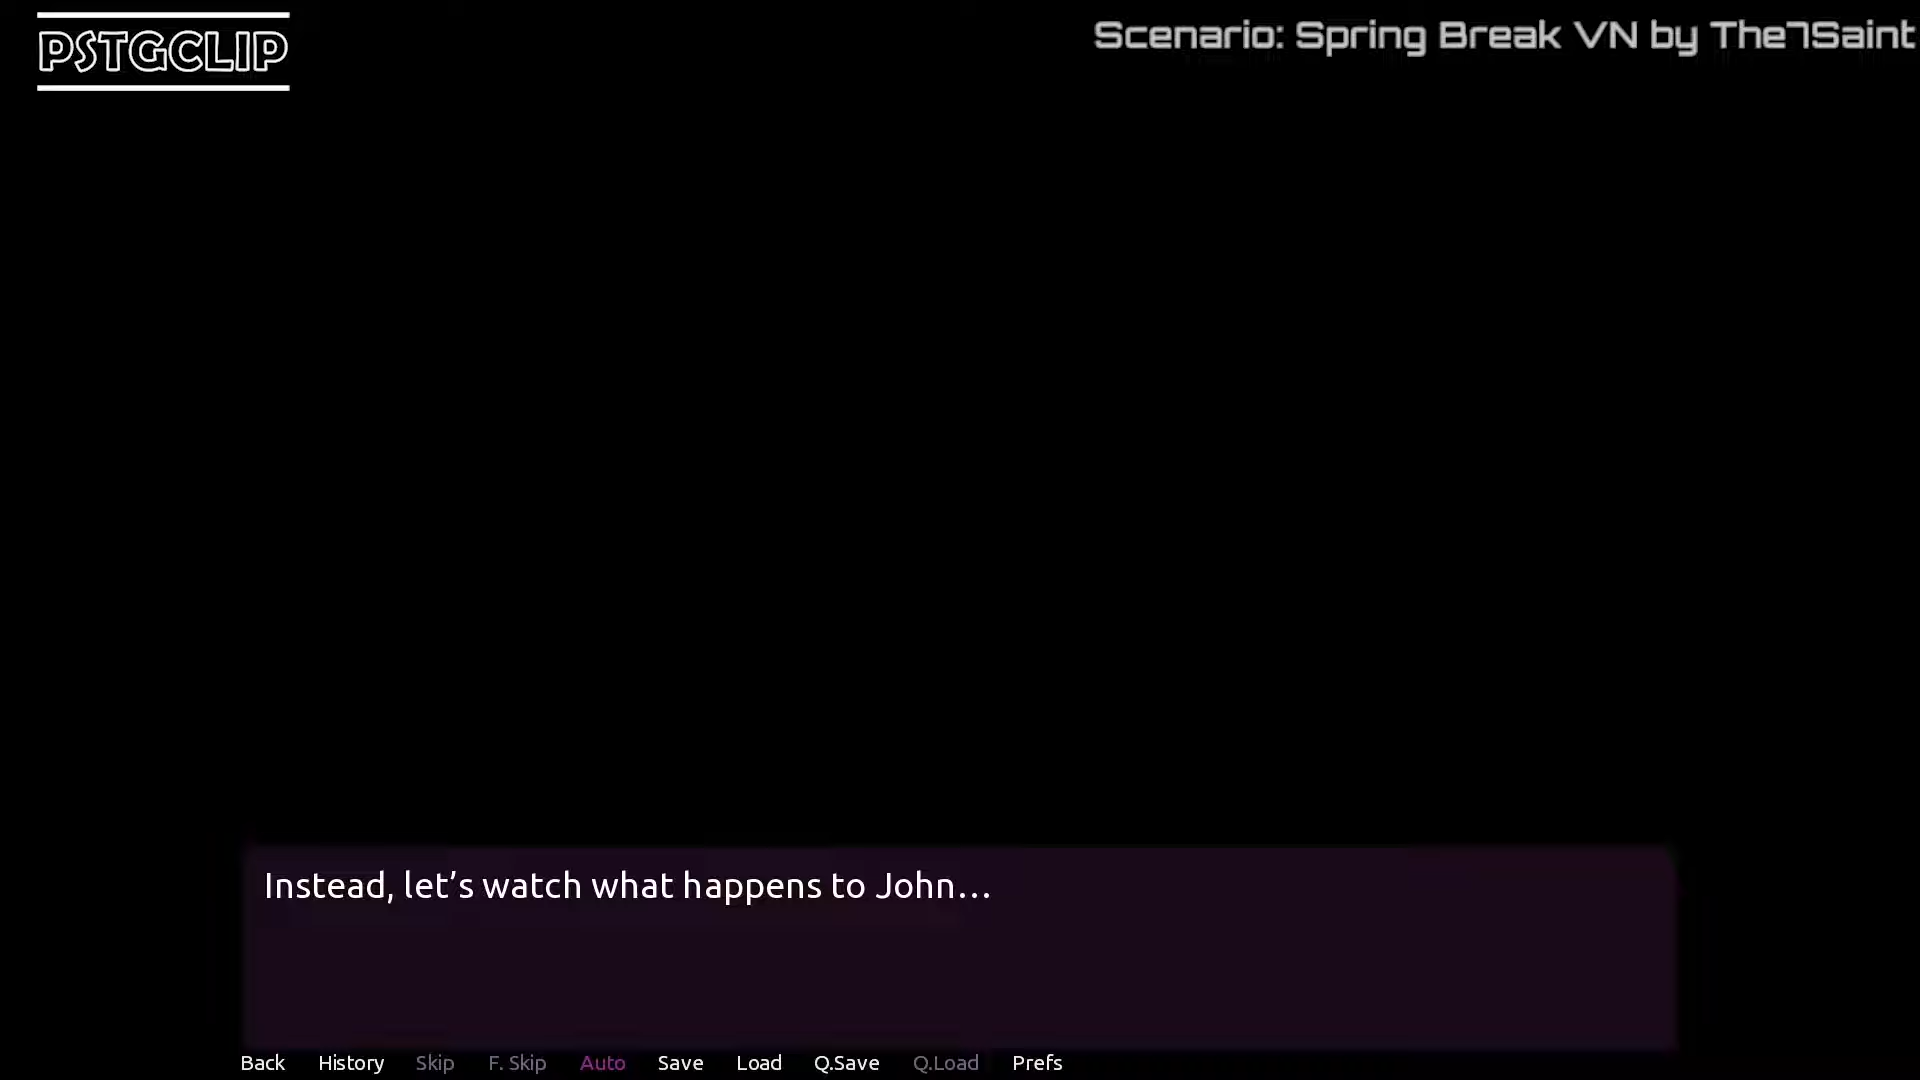 PSTGCLIP
Scenario: Spring Break VN by The7Saint
Instead, let’s watch what happens to John…
Back History Skip F. Skip Auto Save Load Q.Save Q.Load Prefs